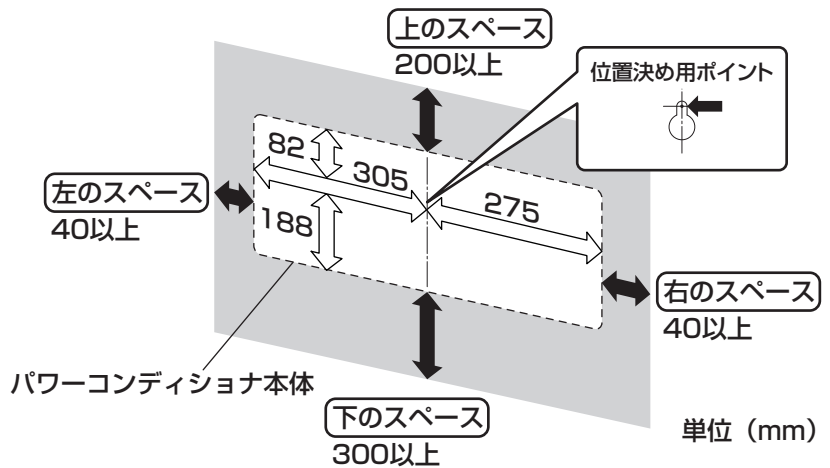 上のスペース
200以上
位置決め用ポイント
82
305
左のスペース
40以上
188
275
右のスペース
40以上
パワーコンディショナ本体
下のスペース
300以上
単位（mm）